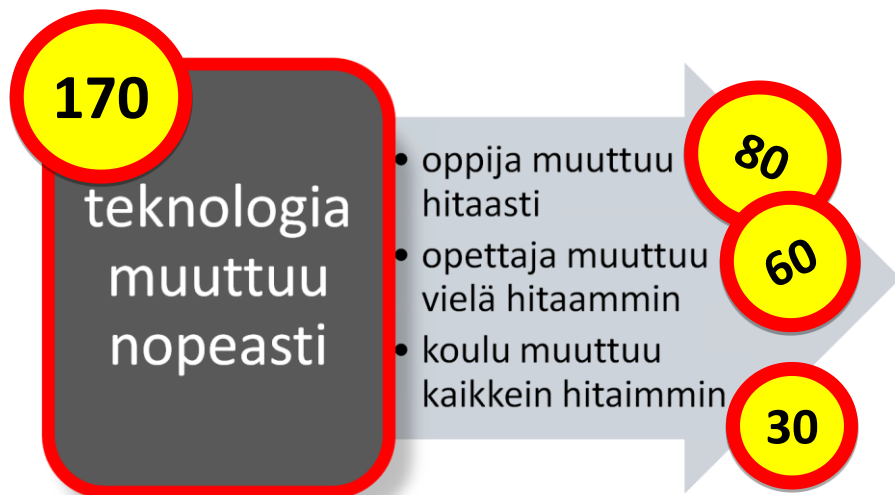 170
teknologia
muuttuu
nopeasti
• oppija muuttuu
hitaasti
80
• opettaja muuttuu
vielä hitaammin
60
• koulu muuttuu
kaikkein hitaimmin
30